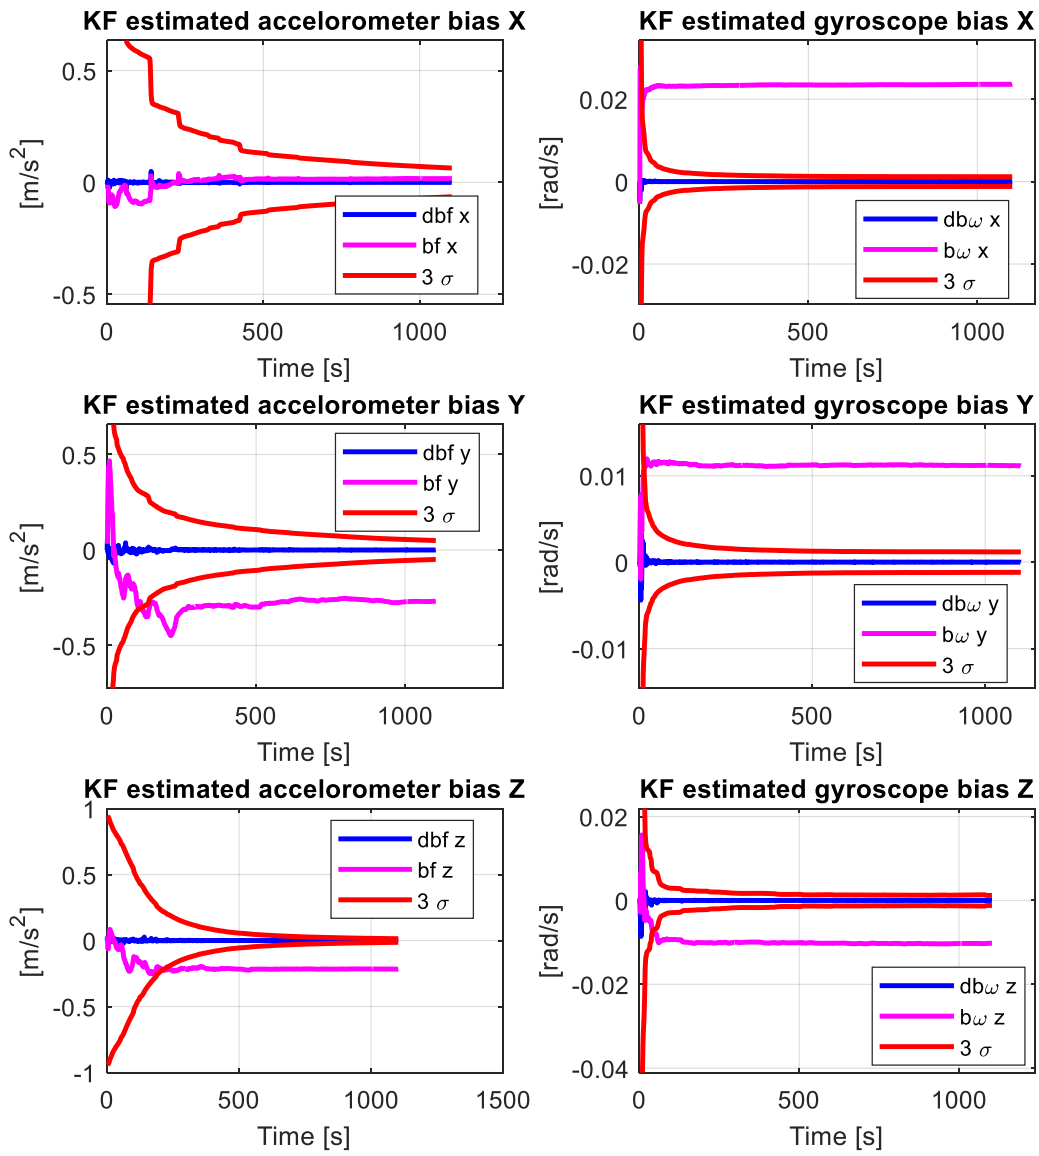 KF estimated accelorometer bias X
0.5
0
-0.5
[m/s²]
dbf x
bf x
3 σ
0 500 1000
Time [s]
KF estimated gyroscope bias X
0.02
0
-0.02
[rad/s]
dbω x
bω x
3 σ
0 500 1000
Time [s]
KF estimated accelorometer bias Y
0.5
0
-0.5
[m/s²]
dbf y
bf y
3 σ
0 500 1000
Time [s]
KF estimated gyroscope bias Y
0.01
0
-0.01
[rad/s]
dbω y
bω y
3 σ
0 500 1000
Time [s]
KF estimated accelorometer bias Z
1
0.5
0
-0.5
-1
[m/s²]
dbf z
bf z
3 σ
0 500 1000 1500
Time [s]
KF estimated gyroscope bias Z
0.02
0
-0.02
-0.04
[rad/s]
dbω z
bω z
3 σ
0 500 1000
Time [s]